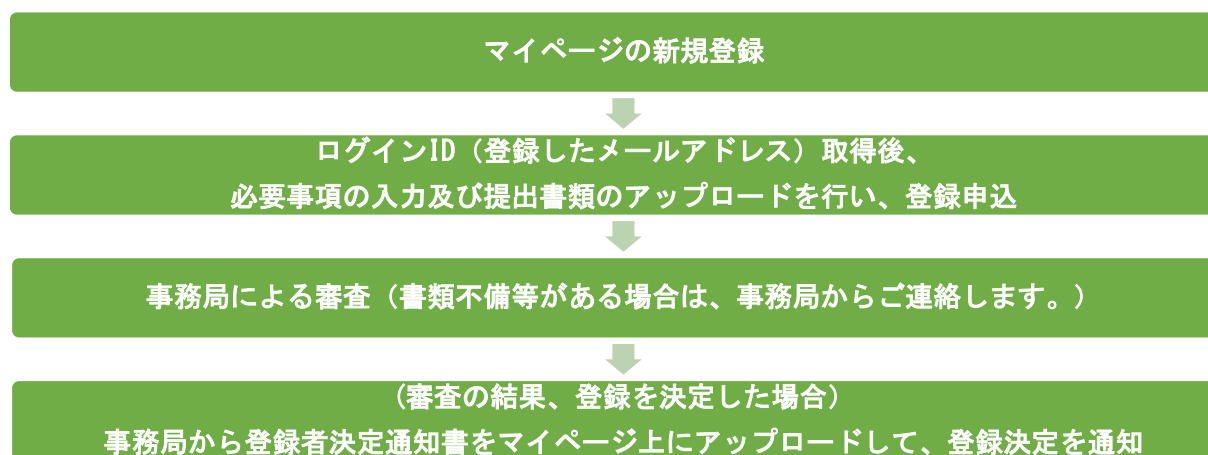 マイページの新規登録
ログインID（登録したメールアドレス）取得後、
必要事項の入力及び提出書類のアップロードを行い、登録申込
事務局による審査（書類不備等がある場合は、事務局からご連絡します。）
(審査の結果、登録を決定した場合)
事務局から登録者決定通知書をマイページ上にアップロードして、登録決定を通知